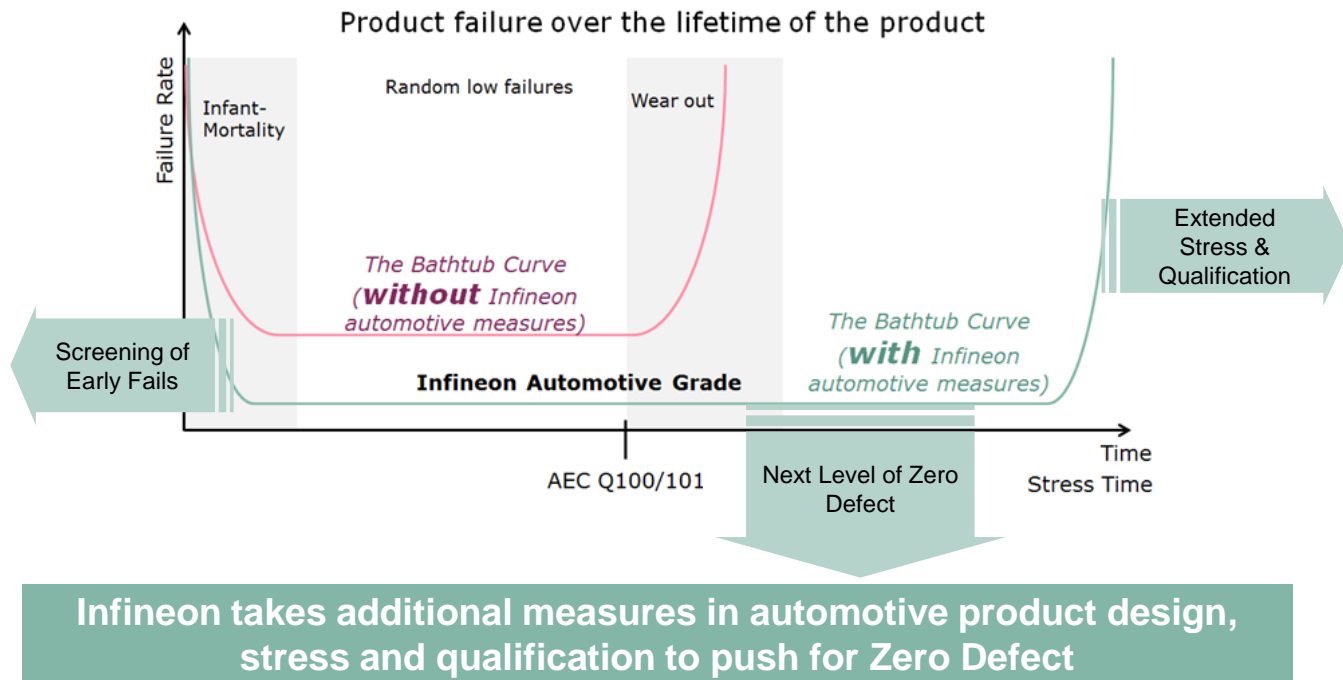 Product failure over the lifetime of the product
Failure Rate
Infant-
Mortality
Random low failures
Wear out
Extended
Stress &
Qualification
The Bathtub Curve
(without Infineon
automotive measures)
The Bathtub Curve
(with Infineon
automotive measures)
Screening of
Early Fails
Infineon Automotive Grade
Time
Stress Time
AEC Q100/101
Next Level of Zero
Defect
Infineon takes additional measures in automotive product design,
stress and qualification to push for Zero Defect